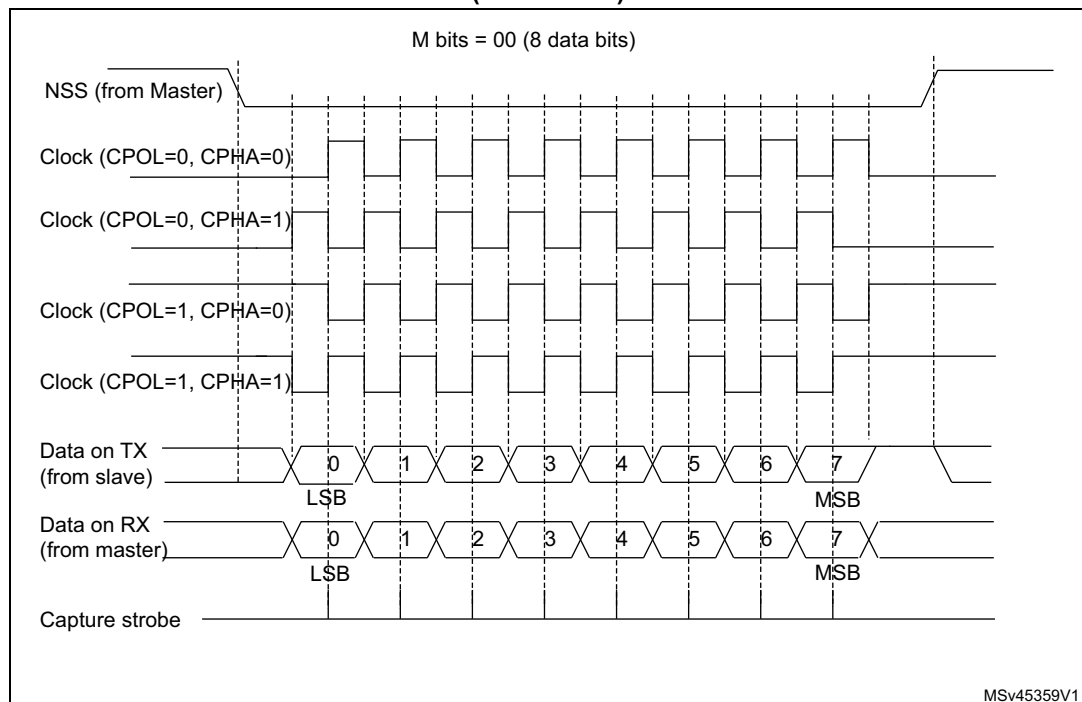 M bits = 00 (8 data bits)
NSS (from Master)
Clock (CPOL=0, CPHA=0)
Clock (CPOL=0, CPHA=1)
Clock (CPOL=1, CPHA=0)
Clock (CPOL=1, CPHA=1)
Data on TX
(from slave)
0 1 2 3 4 5 6 7
LSB MSB
Data on RX
(from master)
0 1 2 3 4 5 6 7
LSB MSB
Capture strobe
MSv45359V1